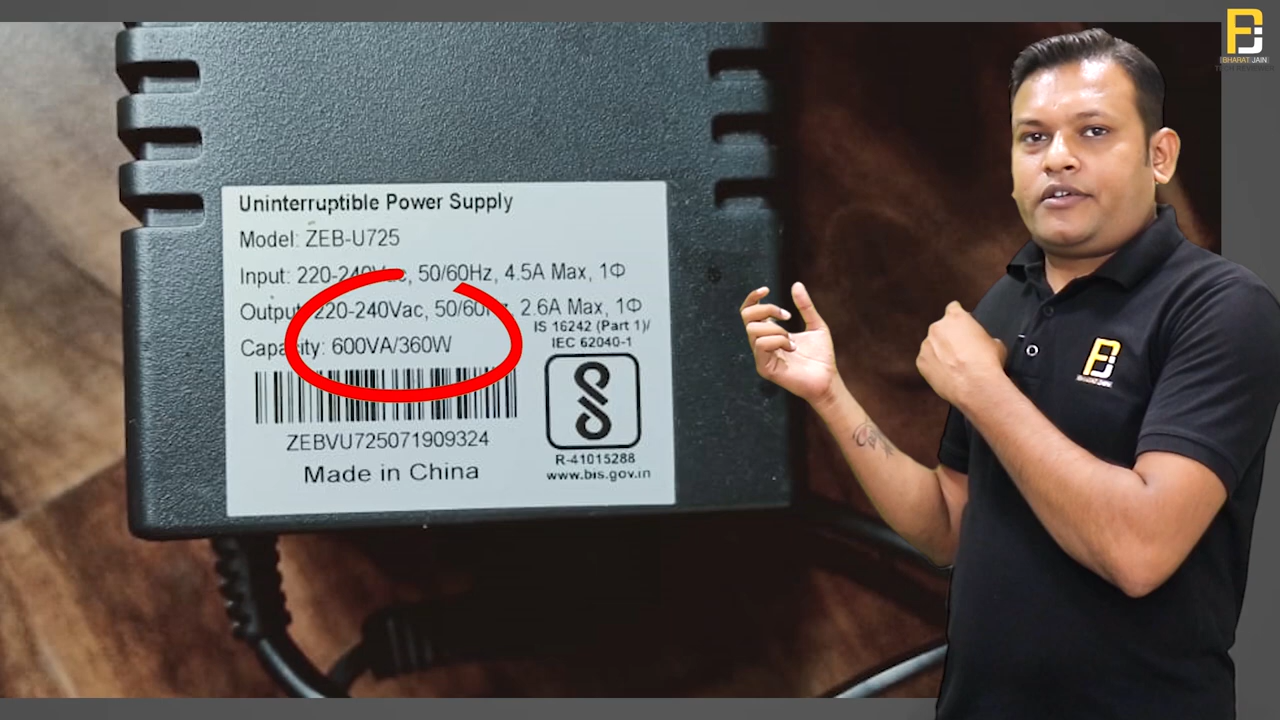 BHARAT JAIN
Uninterruptible Power Supply
Model: ZEB-U725
Input: 220-240Vac, 50/60Hz, 4.5A Max, 1Φ
Output: 220-240Vac, 50/60Hz, 2.6A Max, 1Φ
Capacity: 600VA/360W
IS 16242 (Part 1)/
IEC 62040-1
ZEBVU725071909324
Made in China
R-41015288
www.bis.gov.in
BHARAT JAIN